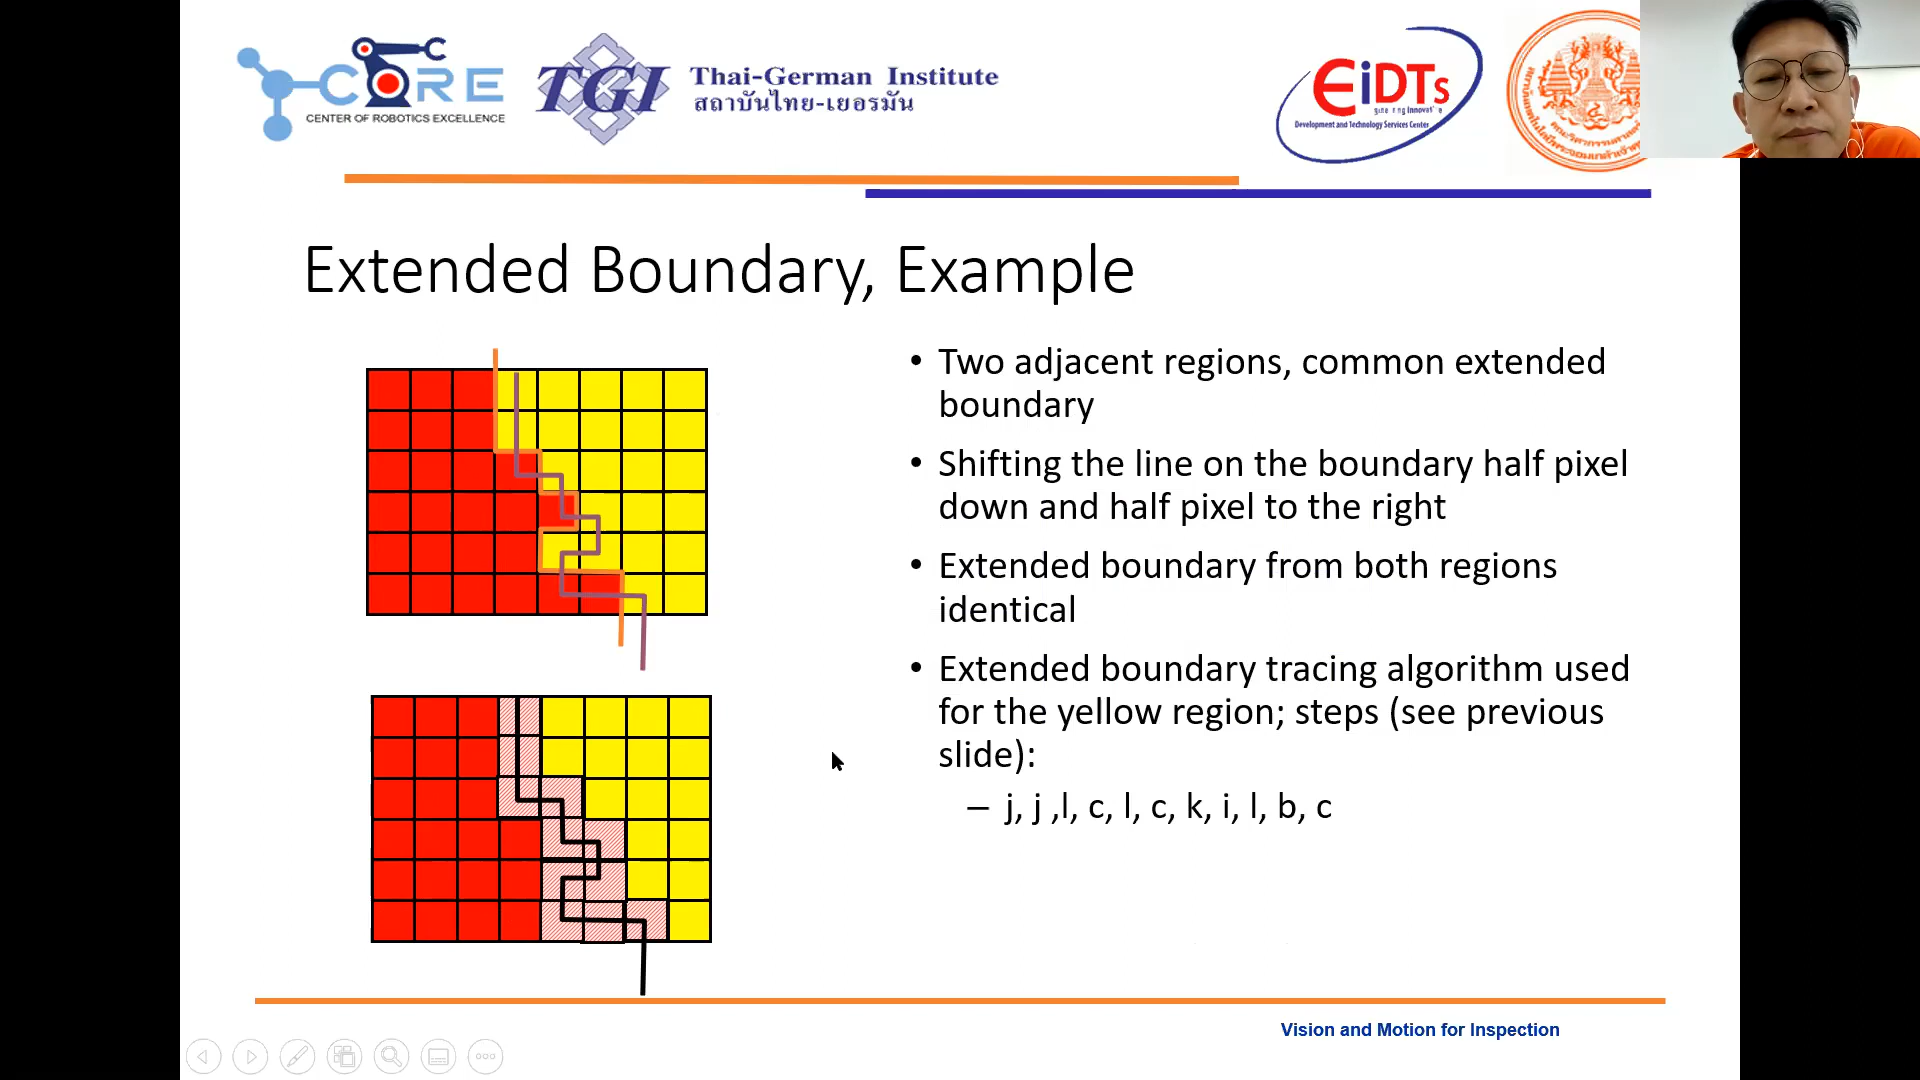 CORE
CENTER OF ROBOTICS EXCELLENCE
TGI
Thai-German Institute
สถาบันไทย-เยอรมัน
EiDTs
Development and Technology Services Center
Extended Boundary, Example
• Two adjacent regions, common extended
boundary
• Shifting the line on the boundary half pixel
down and half pixel to the right
• Extended boundary from both regions
identical
• Extended boundary tracing algorithm used
for the yellow region; steps (see previous
slide):
– j, j ,l, c, l, c, k, i, l, b, c
Vision and Motion for Inspection